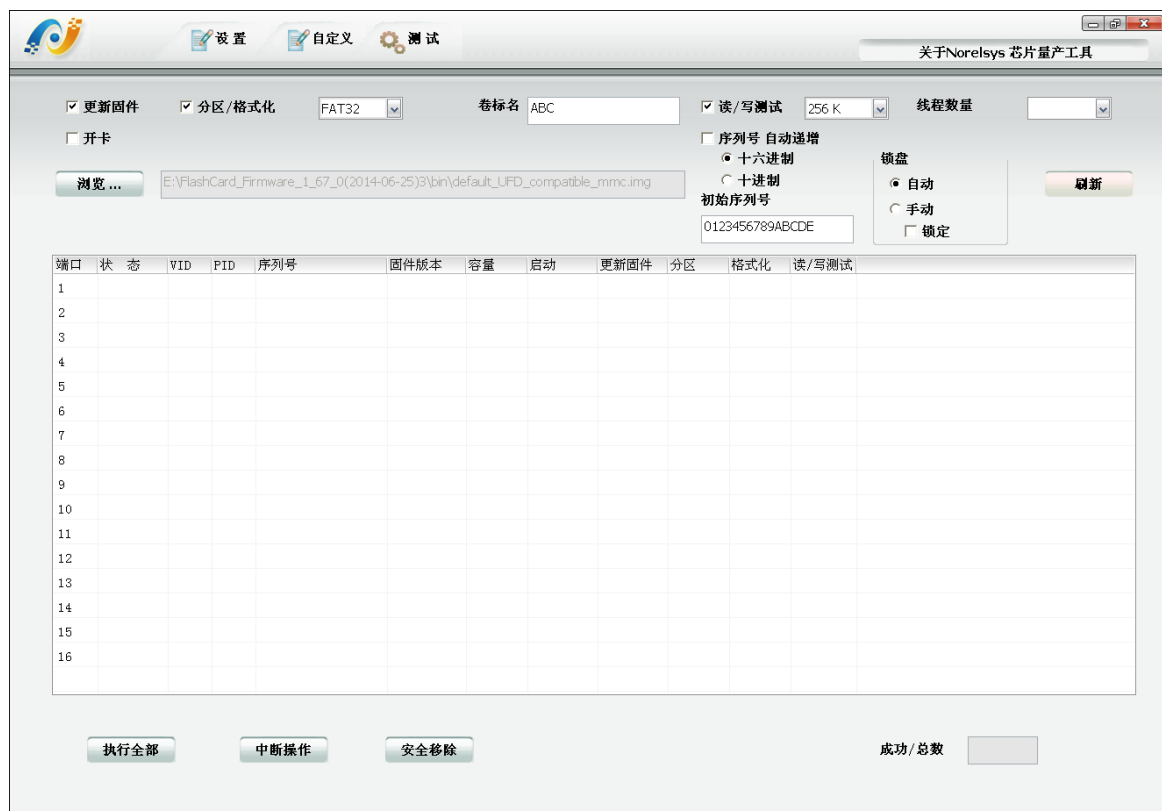 设置 自定义 测试
关于Norelsys 芯片量产工具
更新固件 分区/格式化 FAT32 卷标名 ABC 读/写测试 256 K 线程数量
开卡 序列号 自动递增
十六进制 锁盘
浏览 ... E:\FlashCard_Firmware_1_67_0(2014-06-25)3\bin\default_UFD_compatible_mmc.img 十进制 自动 刷新
初始序列号 手动
0123456789ABCDE 锁定
端口 状 态 VID PID 序列号 固件版本 容量 启动 更新固件 分区 格式化 读/写测试
1
2
3
4
5
6
7
8
9
10
11
12
13
14
15
16
执行全部 中断操作 安全移除 成功/总数